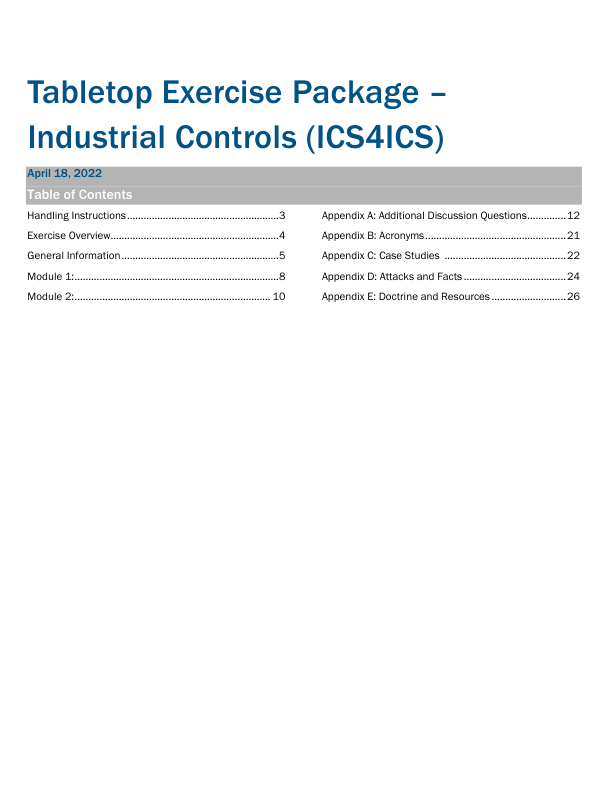 Tabletop Exercise Package –
Industrial Controls (ICS4ICS)
April 18, 2022
Table of Contents
Handling Instructions....................................................3
Exercise Overview.........................................................4
General Information......................................................5
Module 1:.....................................................................8
Module 2:................................................................... 10
Appendix A: Additional Discussion Questions.............12
Appendix B: Acronyms................................................21
Appendix C: Case Studies ..........................................22
Appendix D: Attacks and Facts ...................................24
Appendix E: Doctrine and Resources .........................26